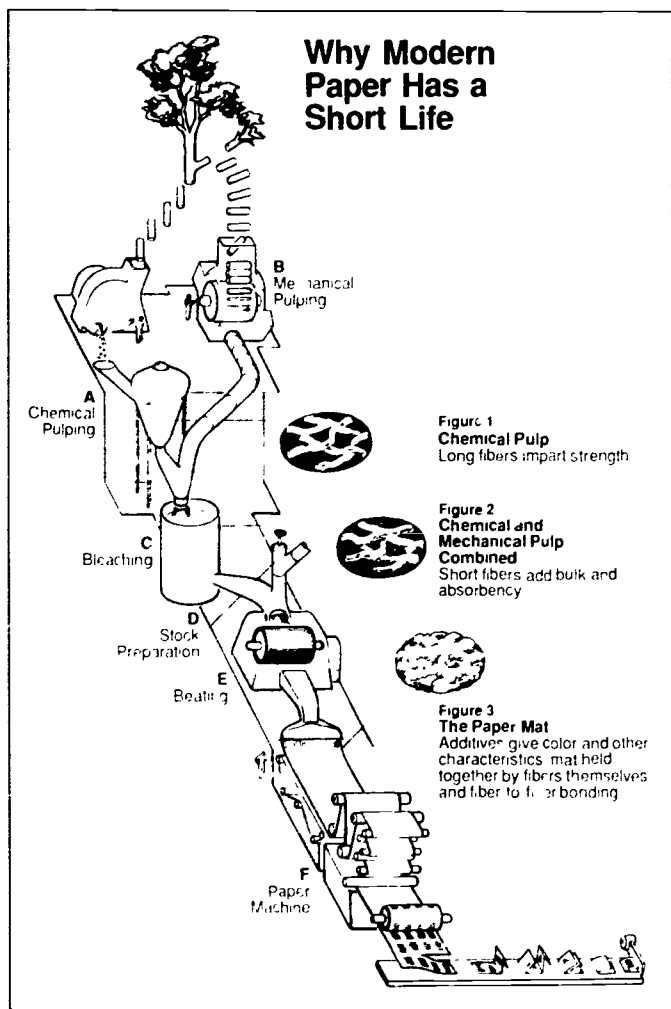 Why Modern
Paper Has a
Short Life
B
Mechanical
Pulping
A
Chemical
Pulping
Figure 1
Chemical Pulp
Long fibers impart strength
Figure 2
Chemical and
Mechanical Pulp
Combined
Short fibers add bulk and
absorbency
C
Bleaching
D
Stock
Preparation
E
Beating
Figure 3
The Paper Mat
Additives give color and other
characteristics mat held
together by fibers themselves
and fiber to fiber bonding
F
Paper
Machine